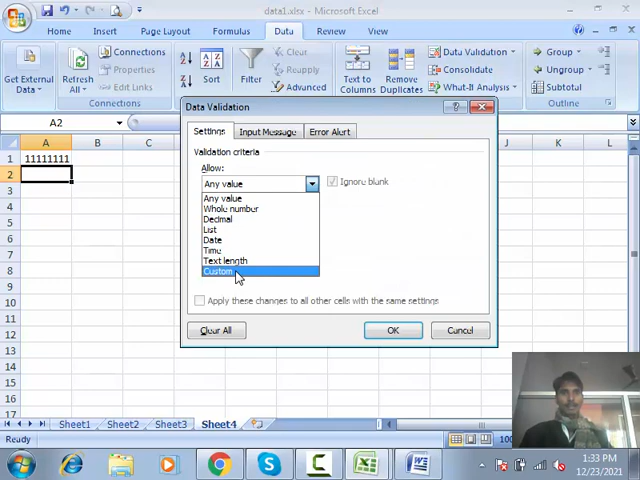 data1.xlsx - Microsoft Excel
Home
Insert
Page Layout
Formulas
Data
Review
View
Get External
Data
Refresh
All
Connections
Properties
Edit Links
Connections
Sort
Filter
Clear
Reapply
Advanced
Sort & Filter
Text to
Columns
Remove
Duplicates
Data Validation
Consolidate
Group
Ungroup
Subtotal
Outline
A2
Data Validation
Settings
Input Message
Error Alert
Validation criteria
Allow:
Any value
Ignore blank
Any value
Whole number
Decimal
List
Date
Time
Text length
Custom
Apply these changes to all other cells with the same settings
Clear All
OK
Cancel
A
B
C
J
K
L
1
11111111
2
3
4
5
6
7
8
9
10
11
12
13
14
15
16
17
Sheet1
Sheet2
Sheet3
Sheet4
Ready
100
1:33 PM
12/23/2021